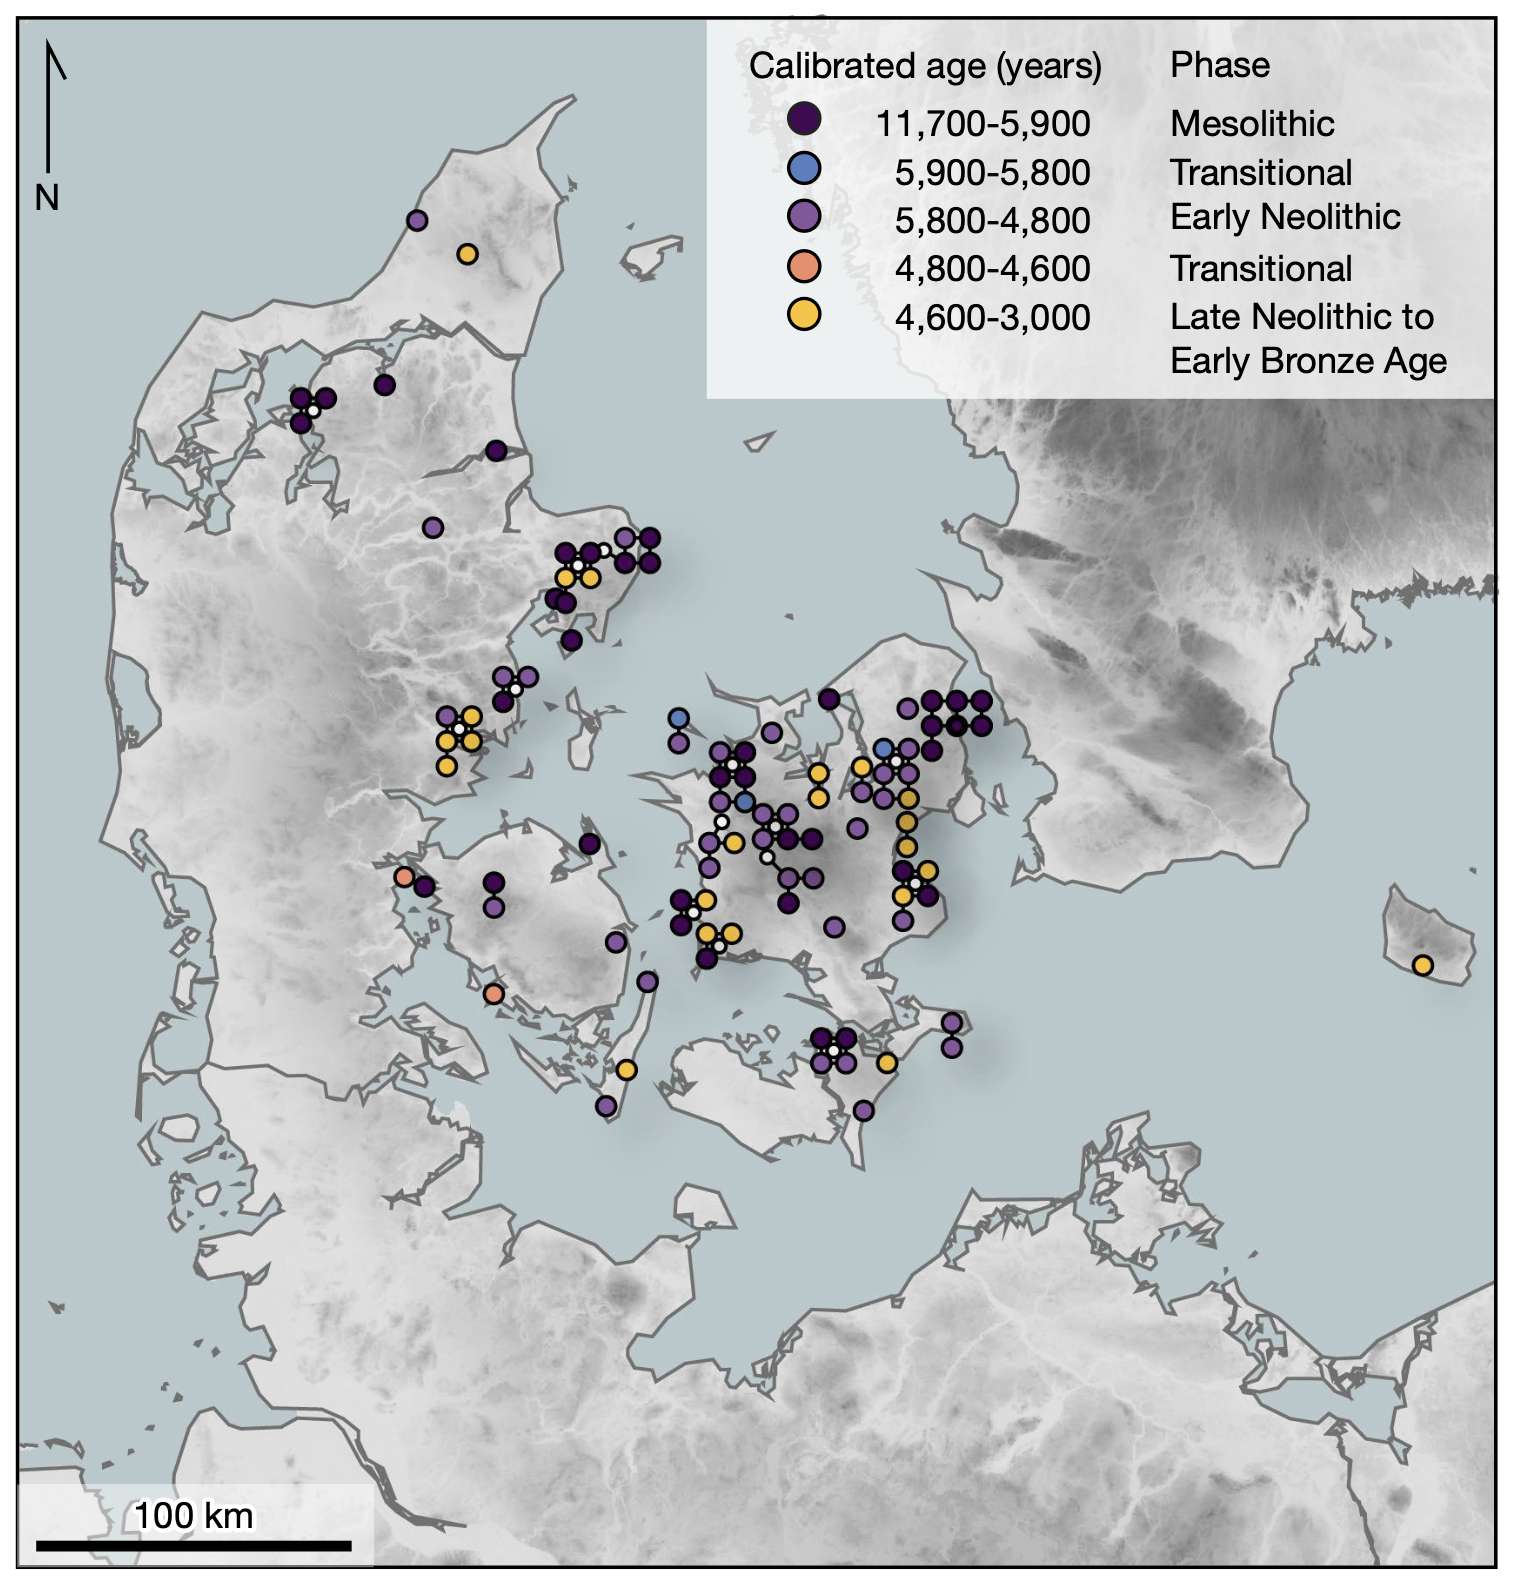 Calibrated age (years) Phase
11,700-5,900 Mesolithic
5,900-5,800 Transitional
5,800-4,800 Early Neolithic
4,800-4,600 Transitional
4,600-3,000 Late Neolithic to
Early Bronze Age
N
100 km